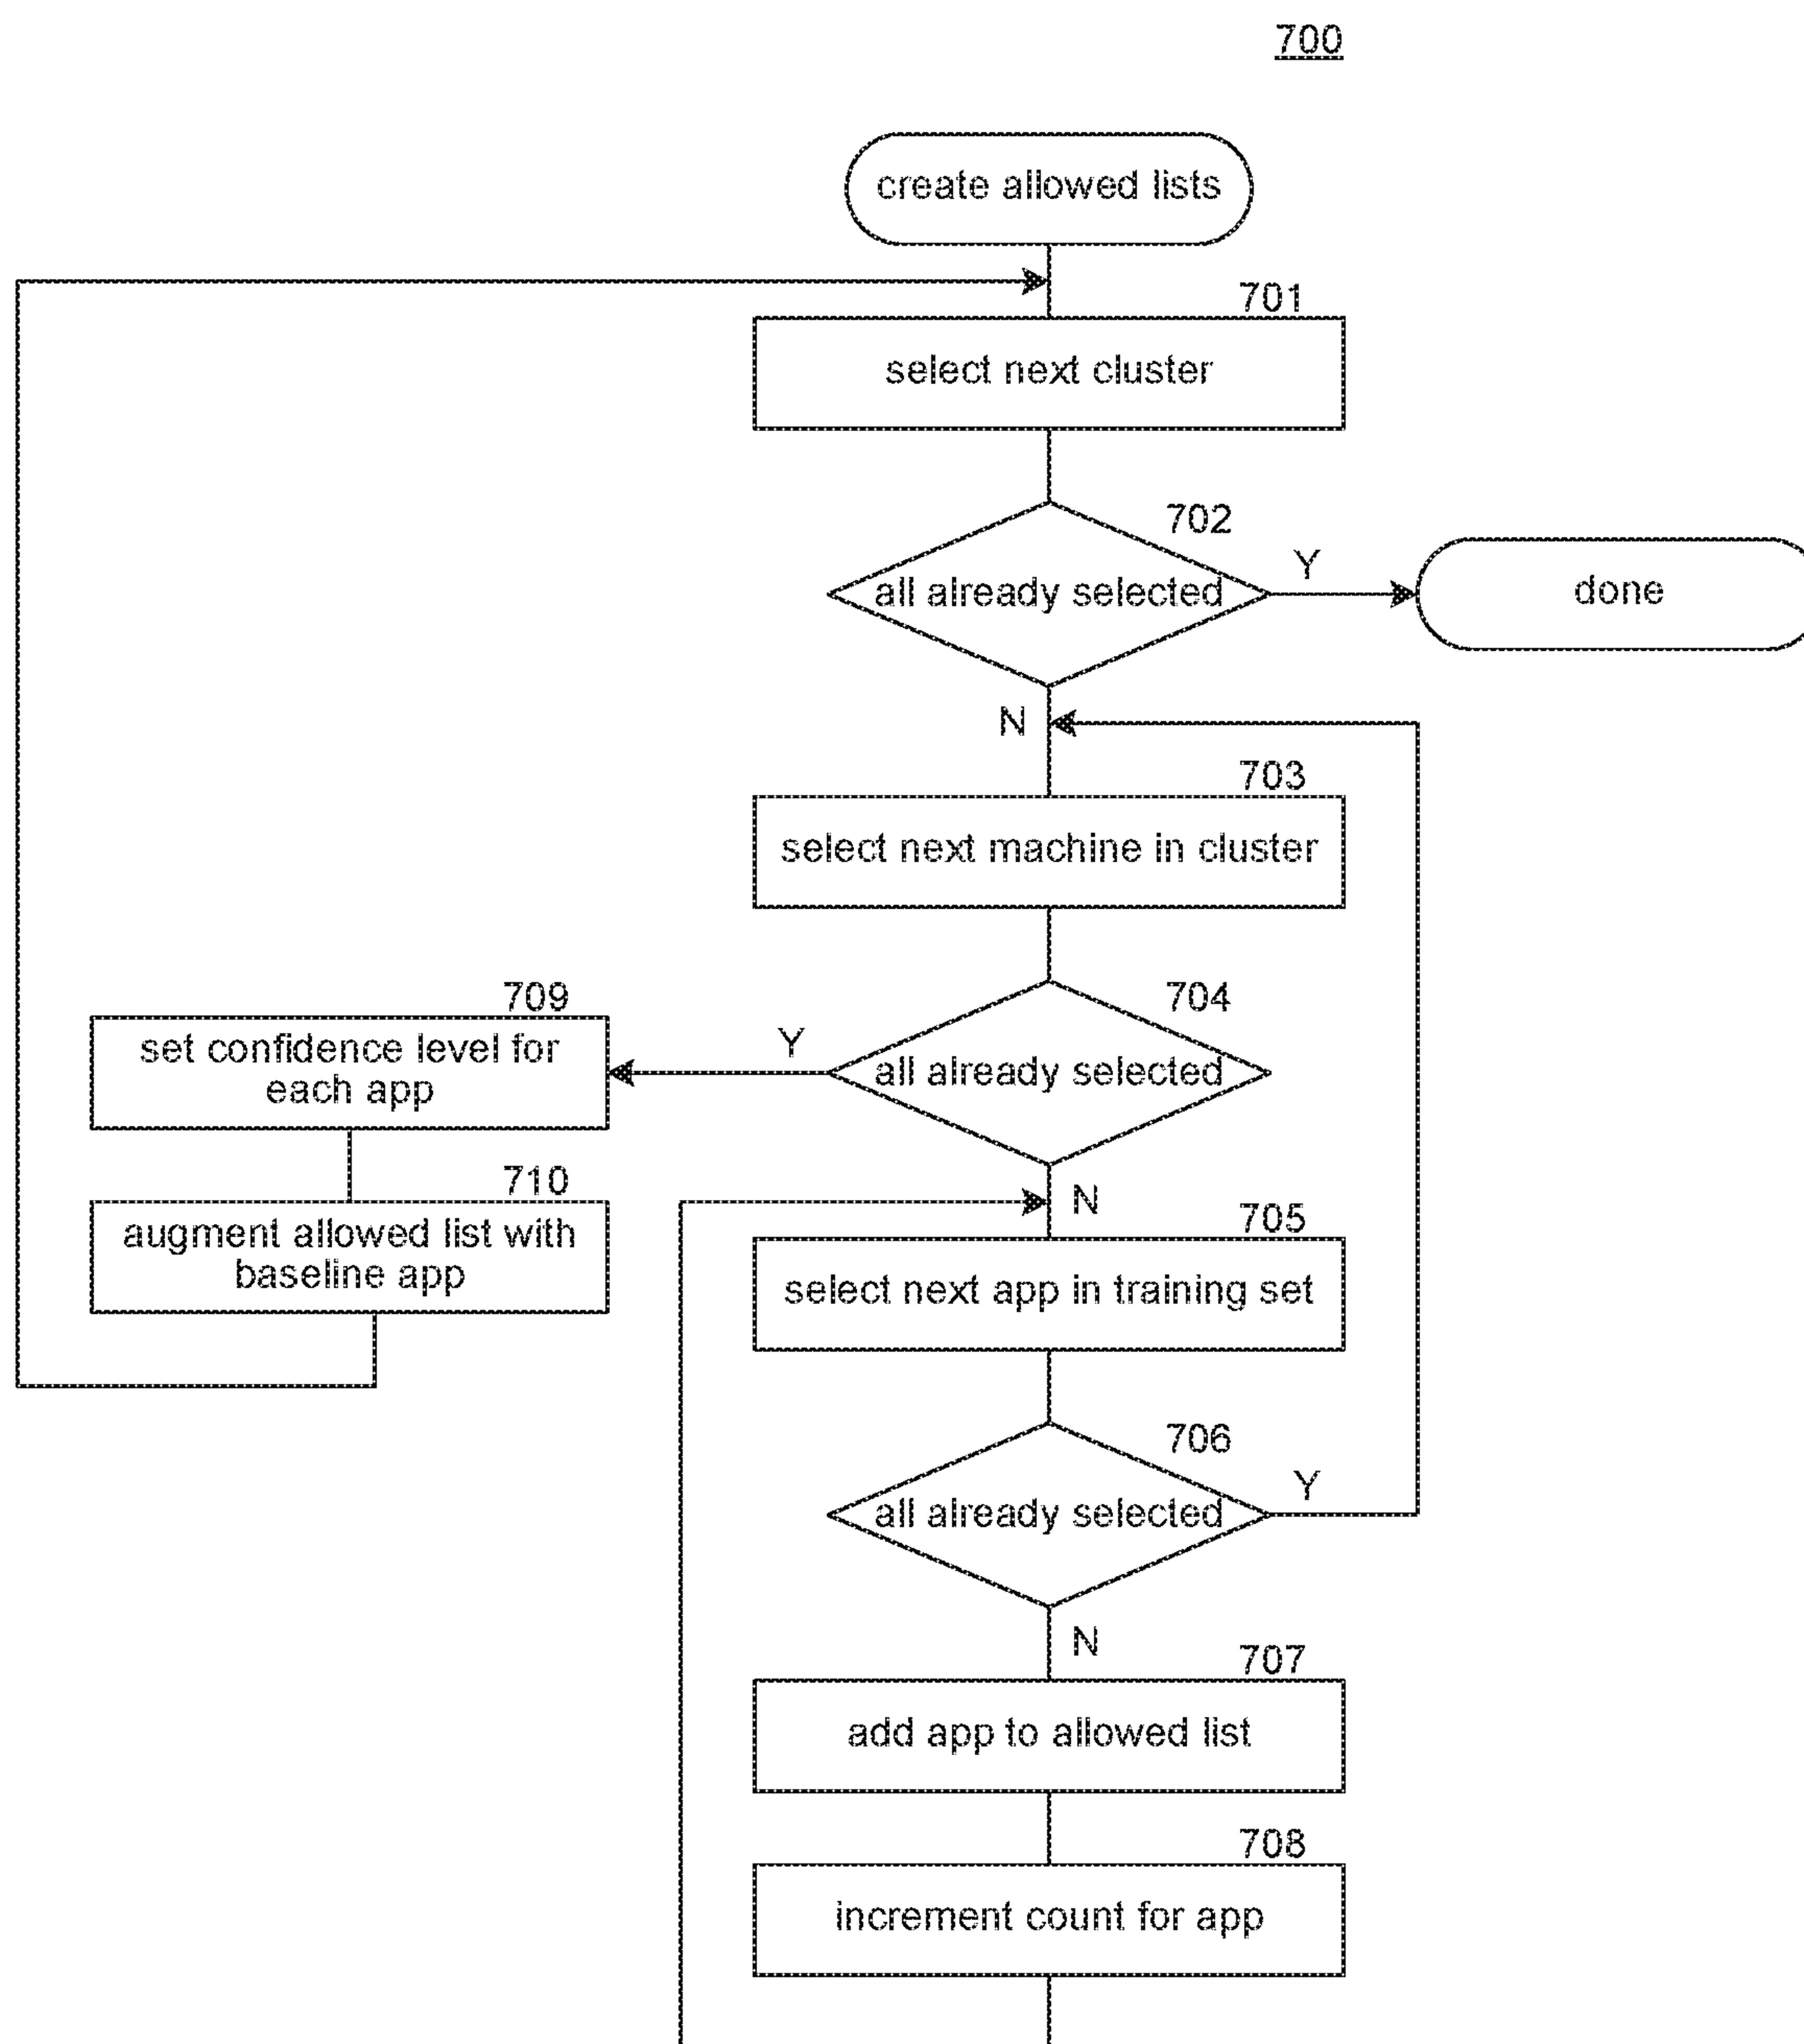 700
create allowed lists
701
select next cluster
702
all already selected
Y
done
N
703
select next machine in cluster
704
all already selected
Y
709
set confidence level for
each app
710
augment allowed list with
baseline app
N
705
select next app in training set
706
all already selected
Y
N
707
add app to allowed list
708
increment count for app